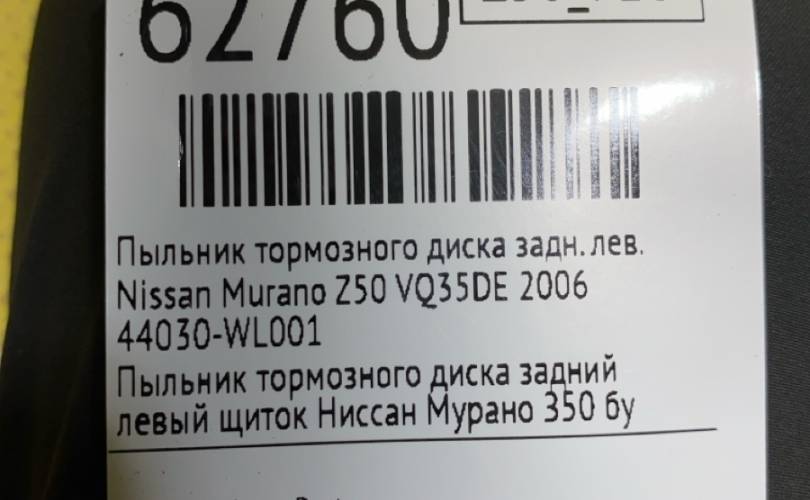 62760
Пыльник тормозного диска задн. лев.
Nissan Murano Z50 VQ35DE 2006
44030-WL001
Пыльник тормозного диска задний
левый щиток Ниссан Мурано З50 бу